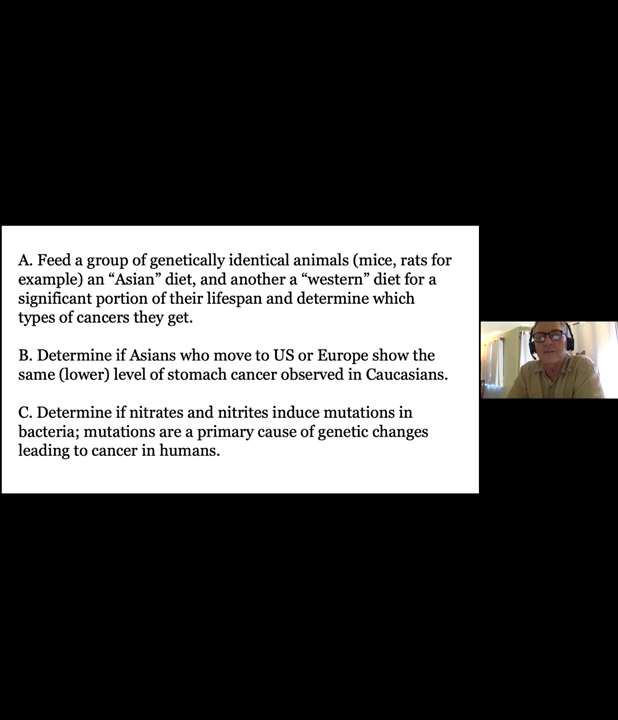 A. Feed a group of genetically identical animals (mice, rats for
example) an “Asian” diet, and another a “western” diet for a
significant portion of their lifespan and determine which
types of cancers they get.
B. Determine if Asians who move to US or Europe show the
same (lower) level of stomach cancer observed in Caucasians.
C. Determine if nitrates and nitrites induce mutations in
bacteria; mutations are a primary cause of genetic changes
leading to cancer in humans.